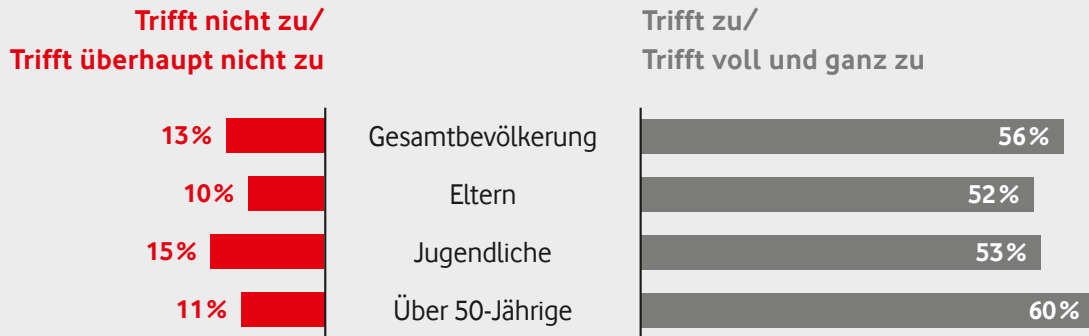 Trifft nicht zu/
Trifft überhaupt nicht zu
Trifft zu/
Trifft voll und ganz zu
13% Gesamtbevölkerung 56%
10% Eltern 52%
15% Jugendliche 53%
11% Über 50-Jährige 60%